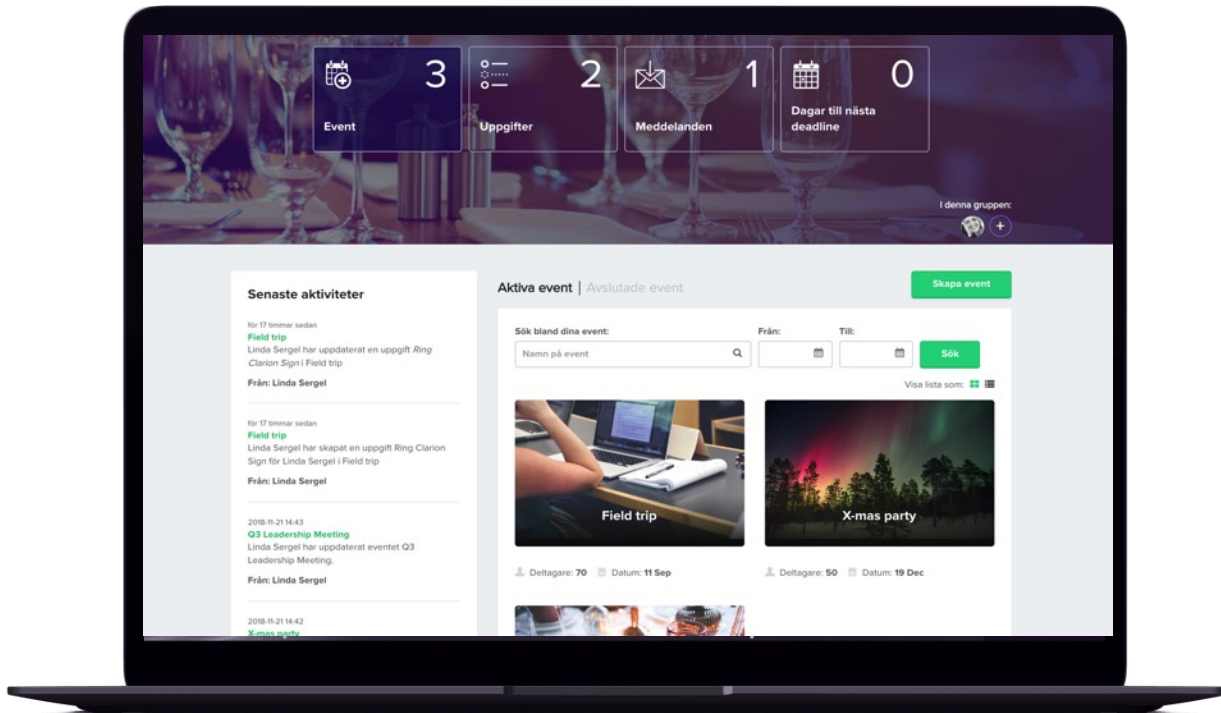 3
Event
2
Uppgifter
1
Meddelanden
0
Dagar till nästa
deadline
I denna gruppen:
+
Senaste aktiviteter
för 17 timmar sedan
Field trip
Linda Sergel har uppdaterat en uppgift Ring
Clarion Sign i Field trip
Från: Linda Sergel
för 17 timmar sedan
Field trip
Linda Sergel har skapat en uppgift Ring Clarion
Sign för Linda Sergel i Field trip
Från: Linda Sergel
2018-11-21 14:43
Q3 Leadership Meeting
Linda Sergel har uppdaterat eventet Q3
Leadership Meeting.
Från: Linda Sergel
2018-11-21 14:42
X-mas party
Aktiva event | Avslutade event
Skapa event
Sök bland dina event:
Från:
Till:
Namn på event
Sök
Visa lista som:
Field trip
X-mas party
Deltagare: 70 Datum: 11 Sep
Deltagare: 50 Datum: 19 Dec